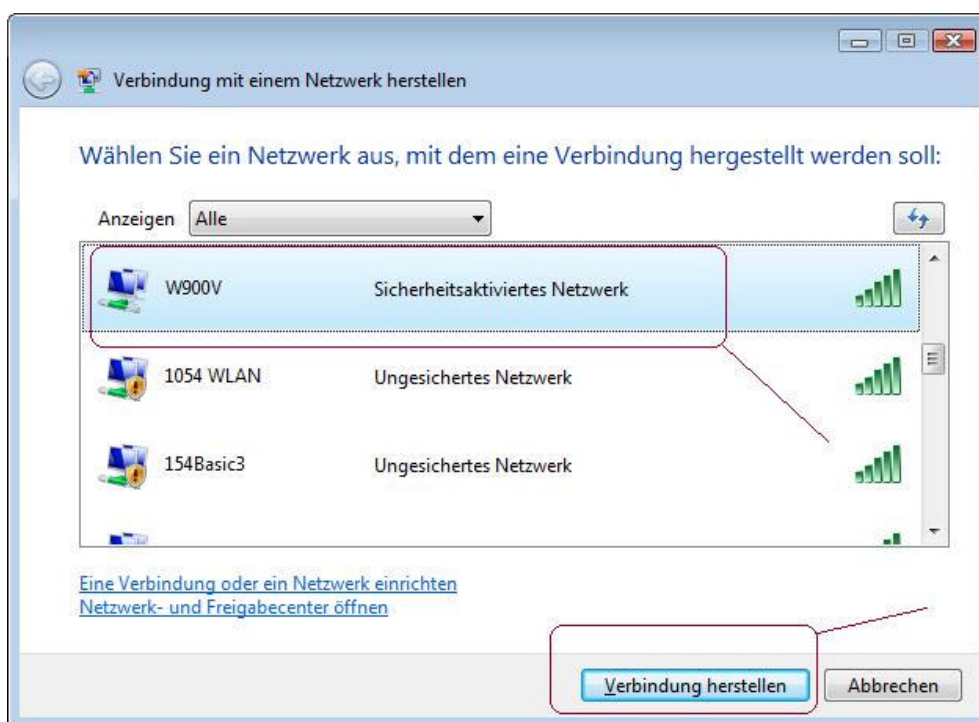 Verbindung mit einem Netzwerk herstellen
Wählen Sie ein Netzwerk aus, mit dem eine Verbindung hergestellt werden soll:
Anzeigen Alle
W900V Sicherheitsaktiviertes Netzwerk
1054 WLAN Ungesichertes Netzwerk
154Basic3 Ungesichertes Netzwerk
Eine Verbindung oder ein Netzwerk einrichten
Netzwerk- und Freigabecenter öffnen
Verbindung herstellen Abbrechen